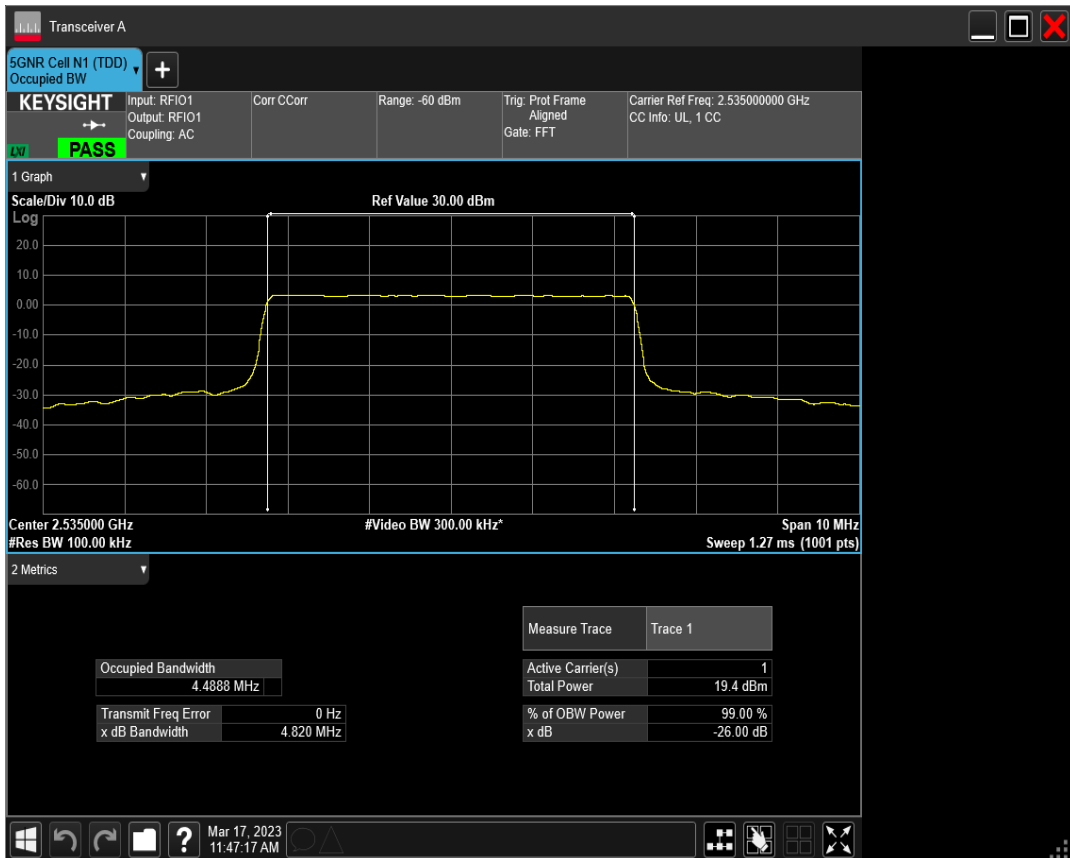 Transceiver A
5GNR Cell N1 (TDD)
Occupied BW
KEYSIGHT
LXI
PASS
Input: RFIO1
Output: RFIO1
Coupling: AC
Corr CCorr
Range: -60 dBm
Trig: Prot Frame
Aligned
Gate: FFT
Carrier Ref Freq: 2.535000000 GHz
CC Info: UL, 1 CC
1 Graph
Scale/Div 10.0 dB
Ref Value 30.00 dBm
Log
20.0
10.0
0.00
-10.0
-20.0
-30.0
-40.0
-50.0
-60.0
Center 2.535000 GHz
#Video BW 300.00 kHz*
Span 10 MHz
#Res BW 100.00 kHz
Sweep 1.27 ms (1001 pts)
2 Metrics
Measure Trace
Trace 1
Occupied Bandwidth
4.4888 MHz
Active Carrier(s) 1
Total Power 19.4 dBm
Transmit Freq Error 0 Hz
x dB Bandwidth 4.820 MHz
% of OBW Power 99.00 %
x dB -26.00 dB
?
Mar 17, 2023
11:47:17 AM